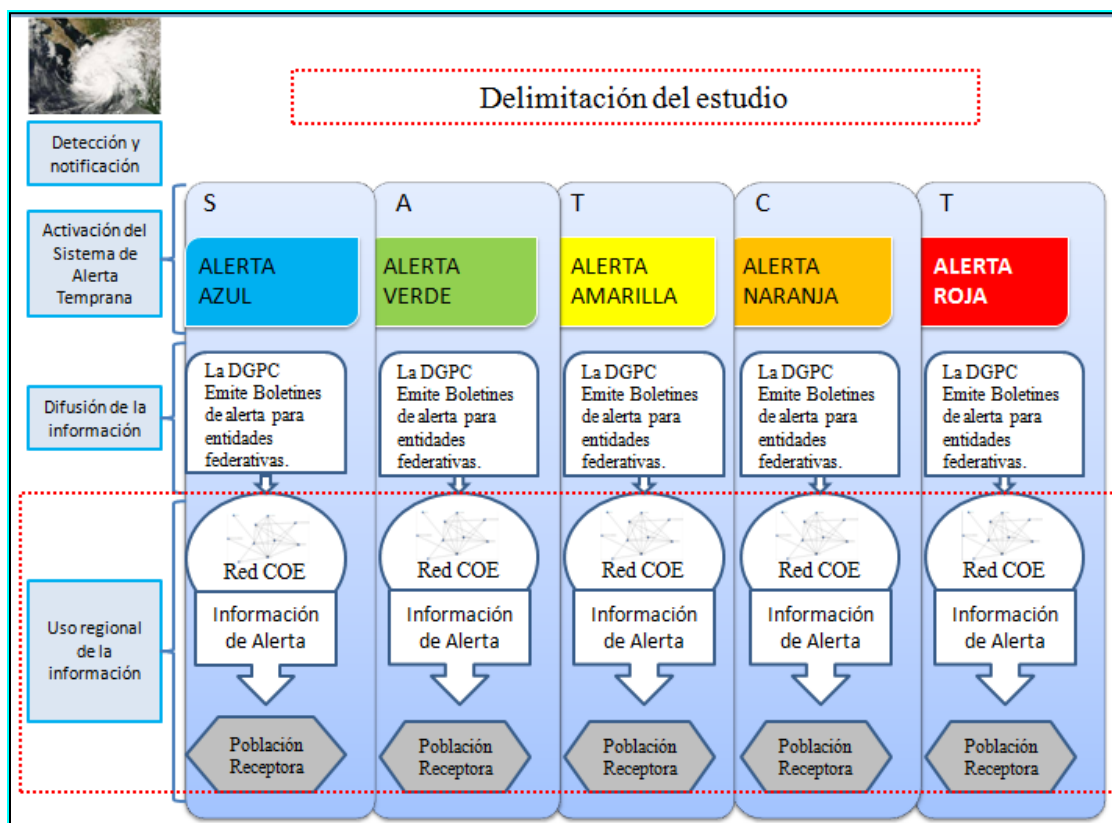 Delimitación del estudio
Detección y
notificación
Activación del
Sistema de
Alerta
Temprana
S
A
T
C
T
ALERTA
AZUL
ALERTA
VERDE
ALERTA
AMARILLA
ALERTA
NARANJA
ALERTA
ROJA
Difusión de la
información
La DGPC
Emite Boletines
de alerta para
entidades
federativas.
La DGPC
Emite Boletines
de alerta para
entidades
federativas.
La DGPC
Emite Boletines
de alerta para
entidades
federativas.
La DGPC
Emite Boletines
de alerta para
entidades
federativas.
La DGPC
Emite Boletines
de alerta para
entidades
federativas.
Uso regional
de la
información
Red COE
Red COE
Red COE
Red COE
Red COE
Información
de Alerta
Información
de Alerta
Información
de Alerta
Información
de Alerta
Información
de Alerta
Población
Receptora
Población
Receptora
Población
Receptora
Población
Receptora
Población
Receptora